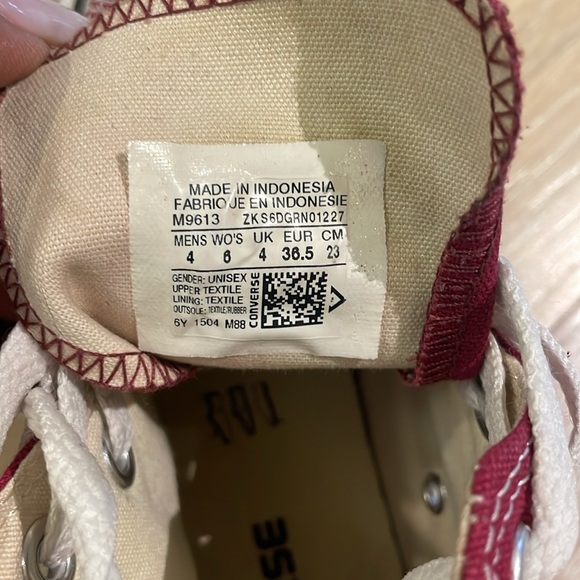 MADE IN INDONESIA
FABRIQUE EN INDONESIE
M9613 ZKS6DGRN01227
MENS WO'S UK EUR CM
4 6 4 36.5 23
GENDER: UNISEX
UPPER TEXTILE
LINING: TEXTILE
OUTSOLE: TEXTILE/RUBBER
6Y 1504 M88
CONVERSE
SE